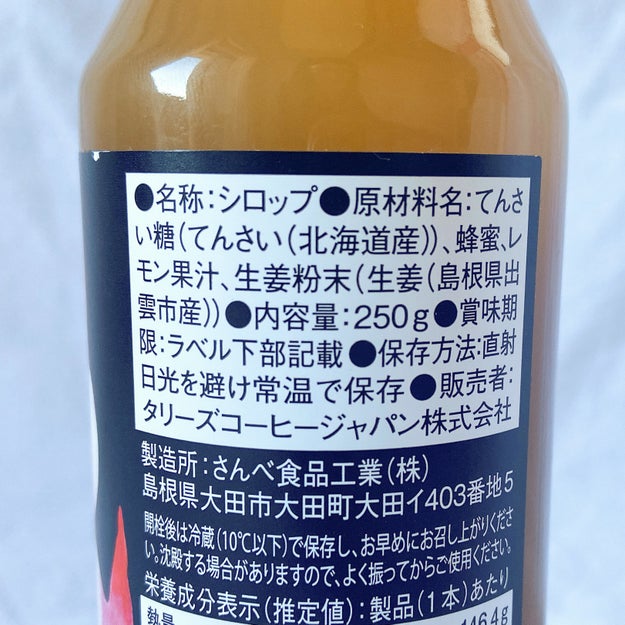 ●名称:シロップ●原材料名:てんさ
い糖(てんさい(北海道産))、蜂蜜、レ
モン果汁、生姜粉末(生姜(島根県出
雲市産))●内容量:250g●賞味期
限:ラベル下部記載●保存方法:直射
日光を避け常温で保存●販売者:
タリーズコーヒージャパン株式会社
製造所:さんべ食品工業(株)
島根県大田市大田町大田イ403番地5
開栓後は冷蔵(10℃以下)で保存し、お早めにお召し上がりくださ
い。沈殿する場合がありますので、よく振ってからご使用ください。
栄養成分表示(推定値):製品(1本)あたり
熱量